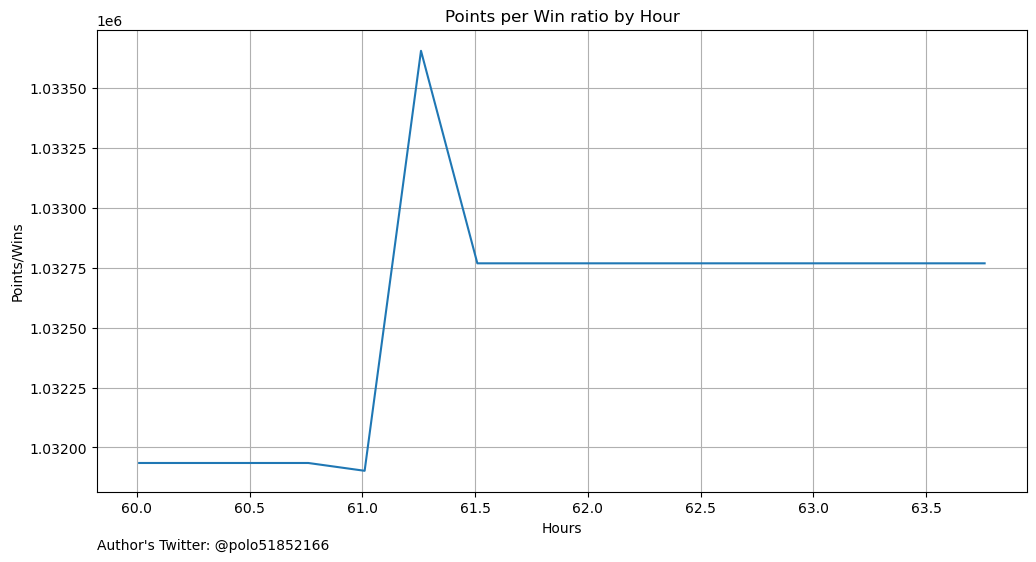 Points per Win ratio by Hour
1e6
1.03350
1.03325
1.03300
1.03275
1.03250
1.03225
1.03200
Points/Wins
60.0 60.5 61.0 61.5 62.0 62.5 63.0 63.5
Hours
Author's Twitter: @polo51852166